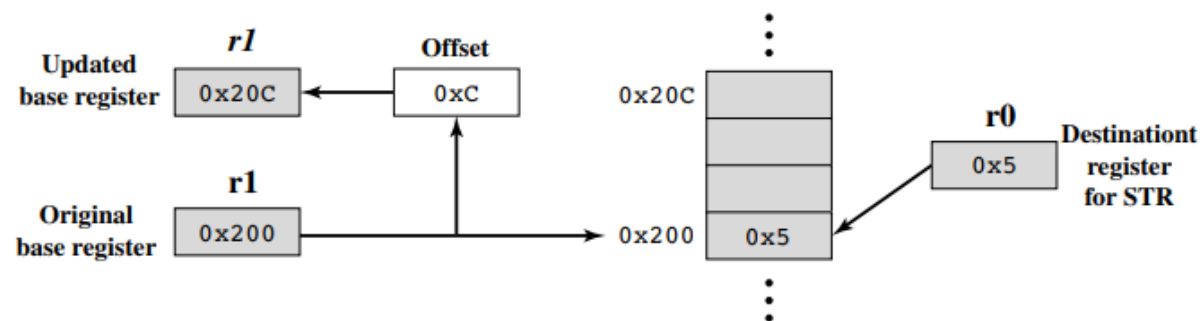 r1
Offset
Updated
base register
0x20C
0xC
0x20C
r0
Destinationt
register
for STR
0x5
r1
Original
base register
0x200
0x200
0x5